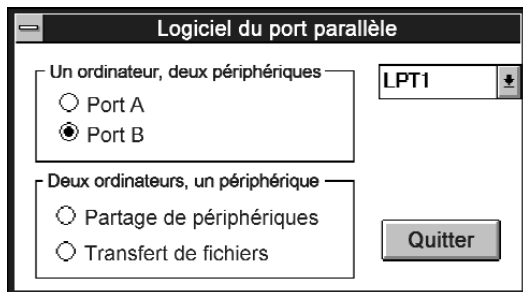 Logiciel du port parallèle
Un ordinateur, deux périphériques
Port A
Port B
LPT1
Deux ordinateurs, un périphérique
Partage de périphériques
Transfert de fichiers
Quitter